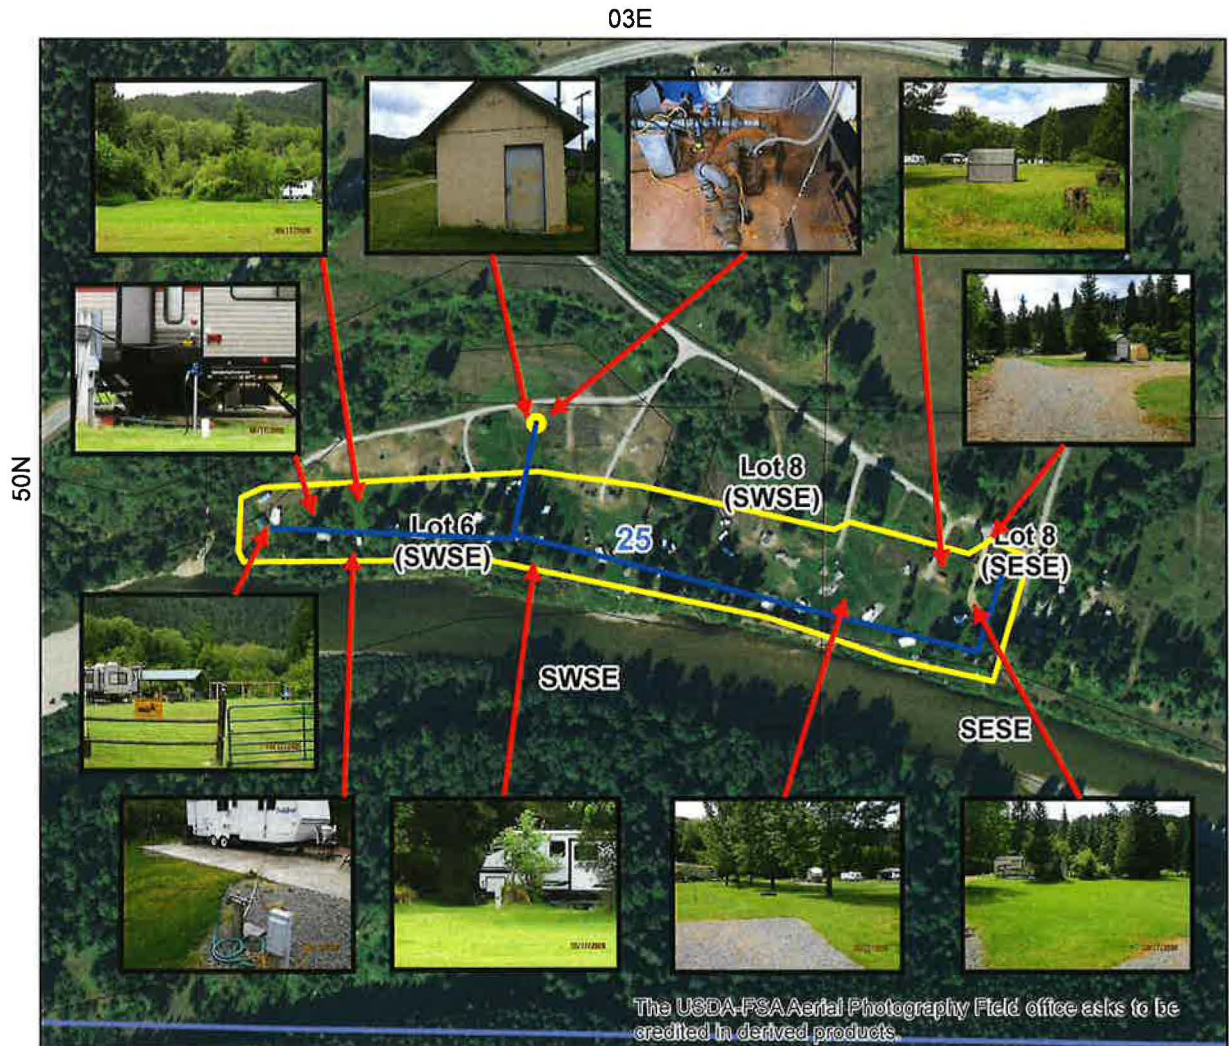 03E
50N
Lot 8
(SWSE)
Lot 6
(SWSE)
25
Lot 8
(SESE)
SWSE
SESE
The USDA-FSA Aerial Photography Field office asks to be
credited in derived products.